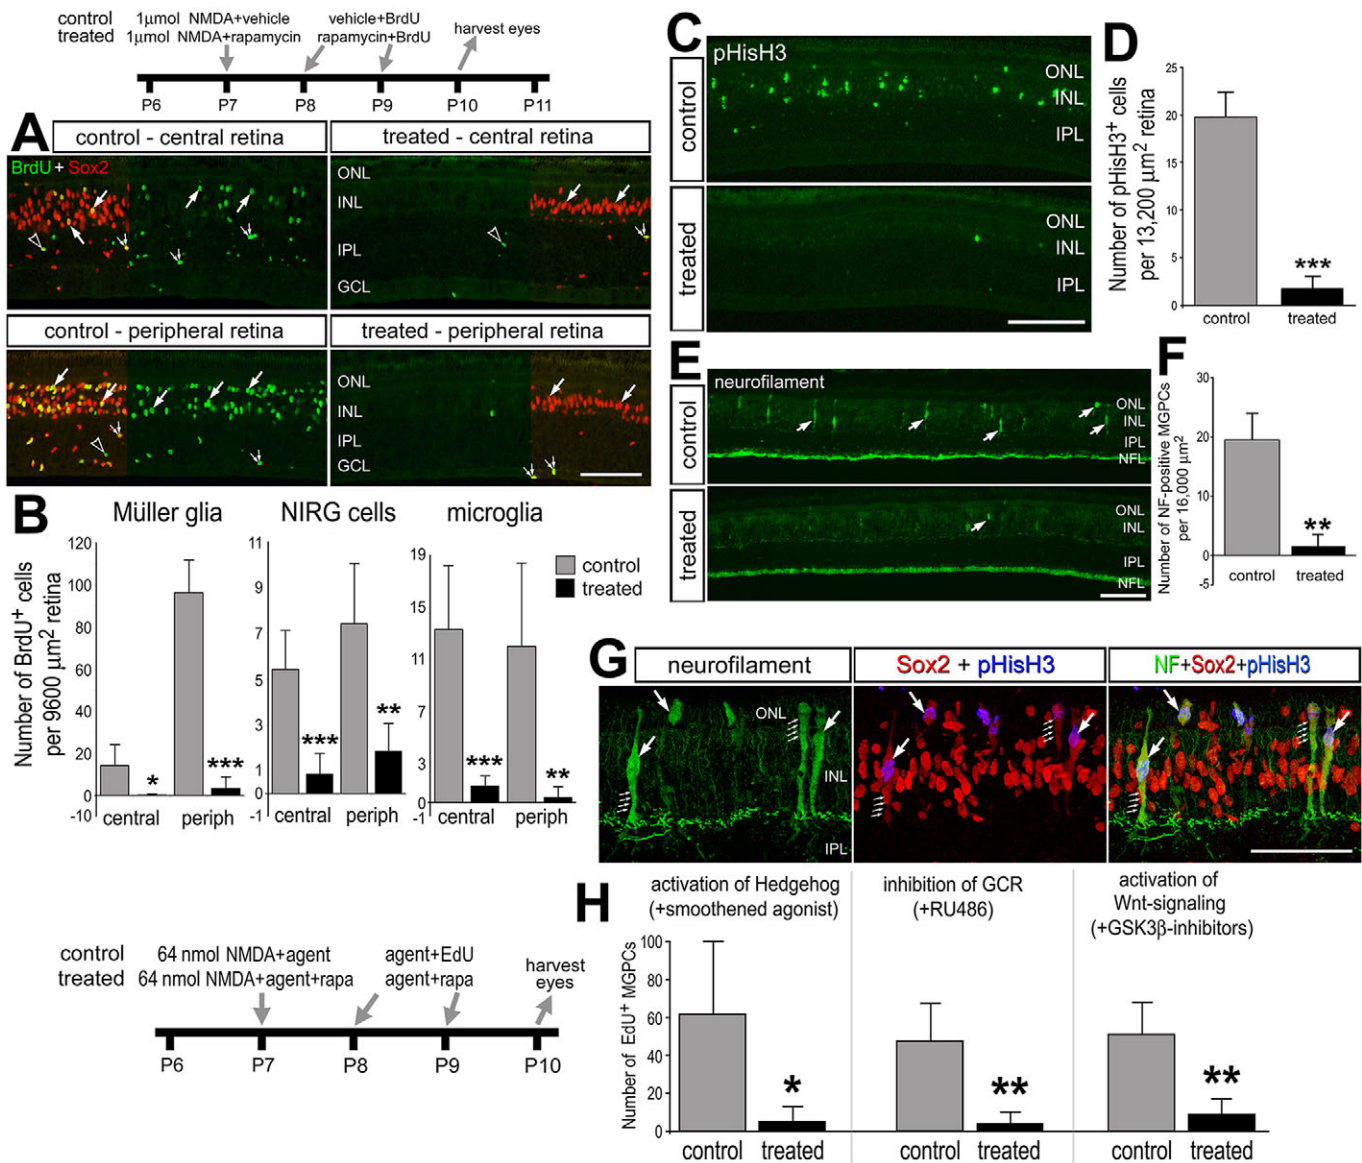 control 1µmol NMDA+vehicle vehicle+BrdU
treated 1µmol NMDA+rapamycin rapamycin+BrdU harvest eyes
P6 P7 P8 P9 P10 P11
A
control - central retina treated - central retina
BrdU + Sox2
ONL
INL
IPL
GCL
control - peripheral retina treated - peripheral retina
ONL
INL
IPL
GCL
B
Müller glia NIRG cells microglia
Number of BrdU+ cells
per 9600 µm2 retina
120
100
80
60
40
20
0
-10
central periph
* ***
11
9
7
5
3
1
0
-1
central periph
*** **
19
15
11
7
3
0
-1
central periph
*** **
control
treated
C
pHisH3
control
ONL
INL
IPL
treated
ONL
INL
IPL
D
Number of pHisH3+ cells
per 13,200 µm2 retina
25
20
15
10
5
0
***
control treated
E
neurofilament
control
ONL
INL
IPL
NFL
treated
ONL
INL
IPL
NFL
F
Number of NF-positive MGPCs
per 16,000 µm2
30
20
10
0
-5
**
control treated
G
neurofilament Sox2 + pHisH3 NF+Sox2+pHisH3
ONL
INL
IPL
control 64 nmol NMDA+agent agent+EdU
treated 64 nmol NMDA+agent+rapa agent+rapa
harvest
eyes
P6 P7 P8 P9 P10
H
activation of Hedgehog
(+smoothened agonist)
inhibition of GCR
(+RU486)
activation of
Wnt-signaling
(+GSK3β-inhibitors)
Number of EdU+ MGPCs
100
80
60
40
20
0
* ** **
control treated control treated control treated